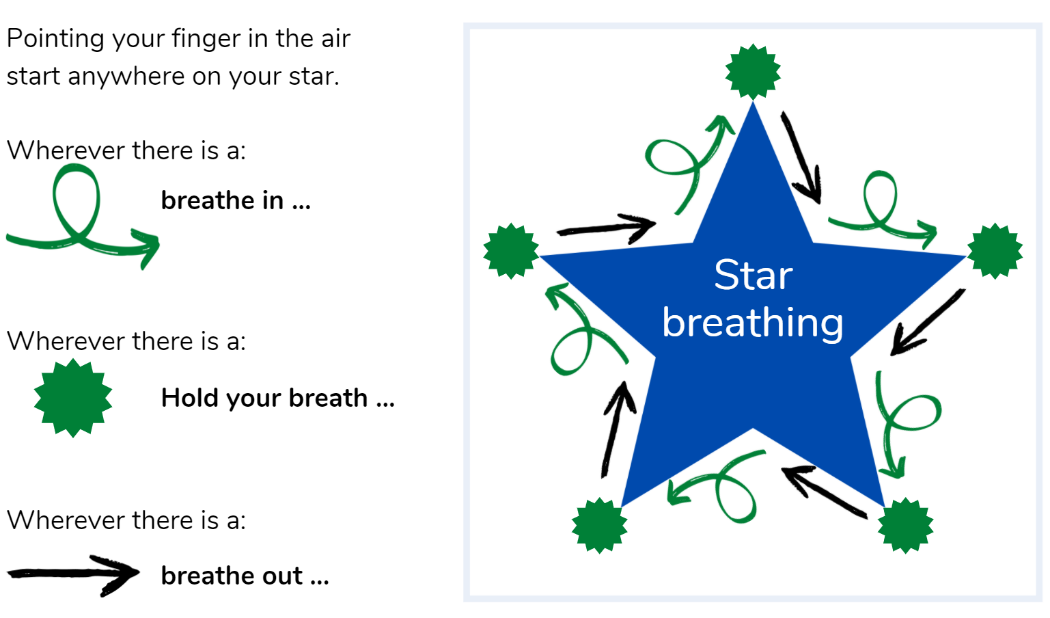 Pointing your finger in the air
start anywhere on your star.
Wherever there is a:
breathe in ...
Wherever there is a:
Hold your breath ...
Wherever there is a:
breathe out ...
Star
breathing